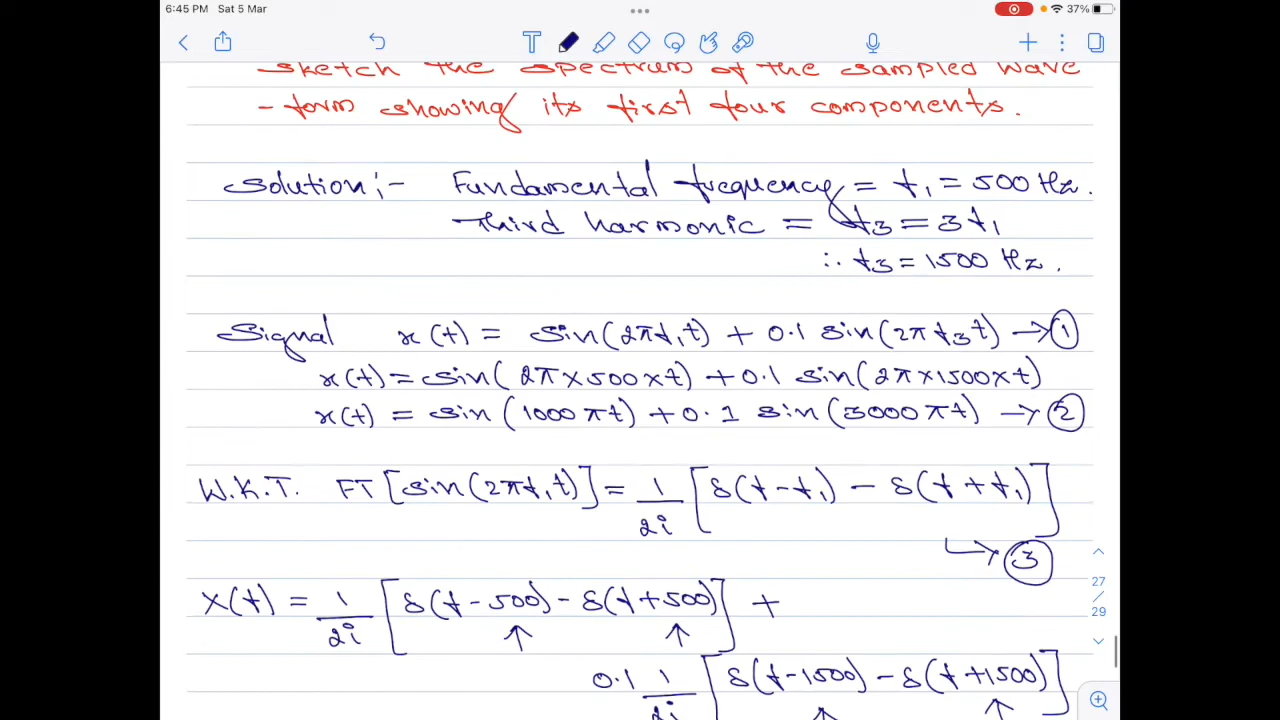 6:45 PM Sat 5 Mar
37%
sketch the spectrum of the sampled wave
-form showing its first four components.
Solution:- Fundamental frequency = f₁ = 500 Hz.
Third harmonic = f₃ = 3f₁
∴ f₃ = 1500 Hz.
Signal x(t) = sin(2πf₁t) + 0.1 sin(2πf₃t) → ①
x(t) = sin(2π×500×t) + 0.1 sin(2π×1500×t)
x(t) = sin(1000πt) + 0.1 sin(3000πt) → ②
W.K.T. FT[sin(2πf₁t)] = 1/2i [δ(f-f₁) - δ(f+f₁)]
→ ③
X(f) = 1/2i [δ(f-500) - δ(f+500)] +
0.1 1/2i [δ(f-1500) - δ(f+1500)]
27
/
29